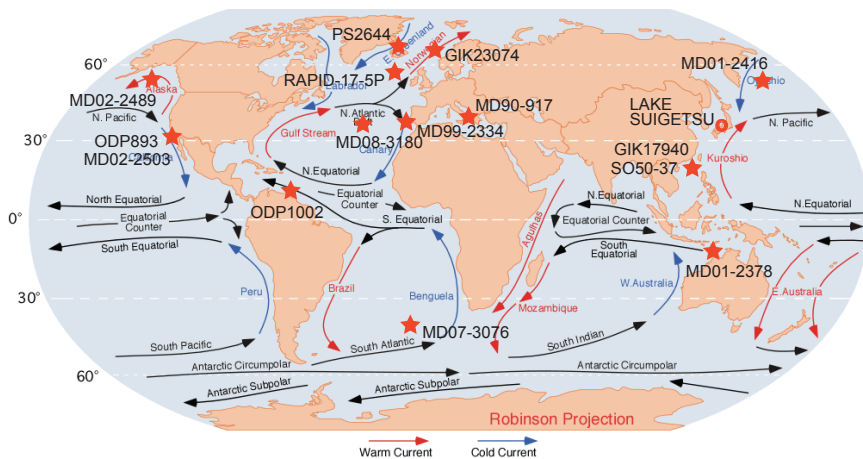 PS2644
E.Greenland
Norwegian
GIK23074
60°
RAPID-17-5P
MD01-2416
Oyashio
Alaska
Labrador
MD02-2489
N. Pacific
N.Atlantic
MD90-917
LAKE
SUIGETSU
N. Pacific
Gulf Stream
MD99-2334
30°
ODP893
MD02-2503
MD08-3180
Canary
GIK17940
SO50-37
Kuroshio
N.Equatorial
North Equatorial
Equatorial
Counter
N.Equatorial
N.Equatorial
Equatorial
Counter
ODP1002
S. Equatorial
Agulhas
Equatorial Counter
0°
South Equatorial
South
Equatorial
MD01-2378
Peru
Brazil
Benguela
W.Australia
E.Australia
30°
Mozambique
MD07-3076
South Pacific
South Atlantic
South Indian
Antarctic Circumpolar
Antarctic Circumpolar
60°
Antarctic Subpolar
Antarctic Subpolar
Robinson Projection
Warm Current
Cold Current